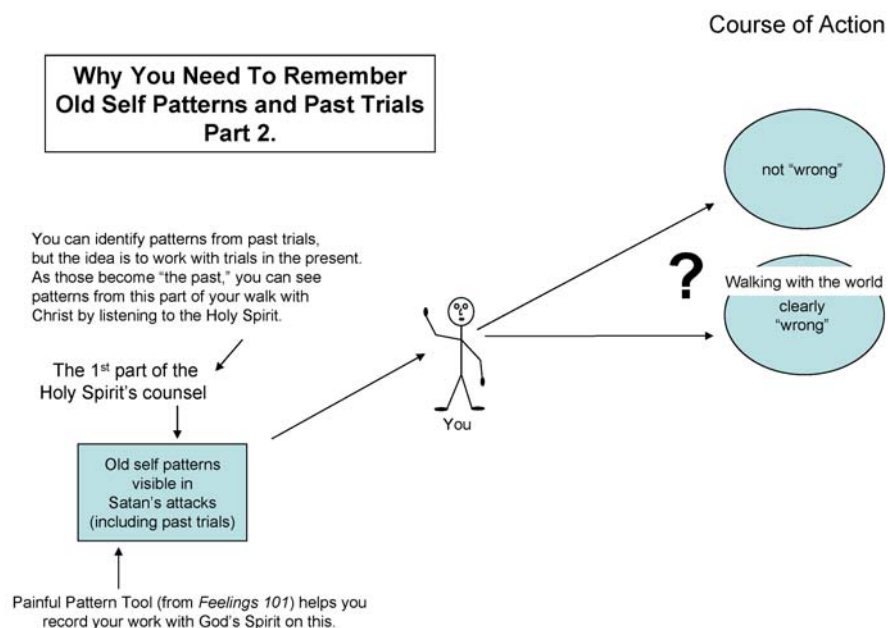 Course of Action
Why You Need To Remember
Old Self Patterns and Past Trials
Part 2.
not “wrong”
You can identify patterns from past trials,
but the idea is to work with trials in the present.
As those become “the past,” you can see
patterns from this part of your walk with
Christ by listening to the Holy Spirit.
?
Walking with the world
clearly
“wrong”
The 1st part of the
Holy Spirit’s counsel
You
Old self patterns
visible in
Satan’s attacks
(including past trials)
Painful Pattern Tool (from Feelings 101) helps you
record your work with God’s Spirit on this.